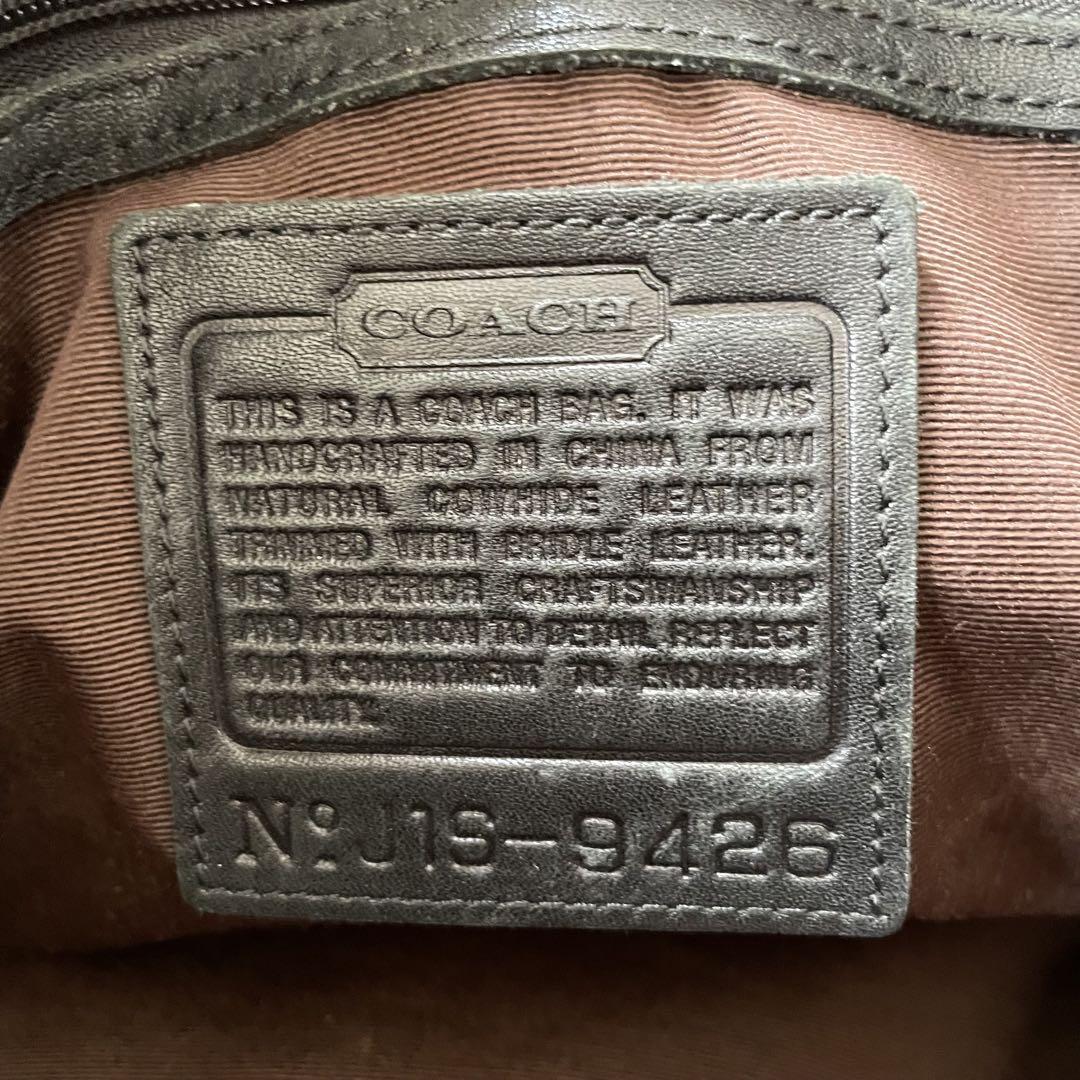 COACH
THIS IS A COACH BAG. IT WAS
HANDCRAFTED IN CHINA FROM
NATURAL COWHIDE LEATHER
TRIMMED WITH BRIDLE LEATHER.
ITS SUPERIOR CRAFTSMANSHIP
AND ATTENTION TO DETAIL REFLECT
OUR COMMITMENT TO ENDURING
QUALITY.
No. J1S-9426